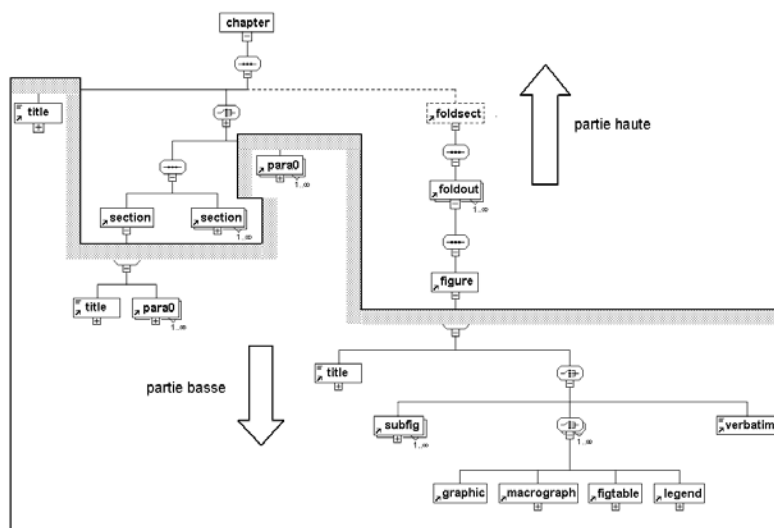 chapter
title
foldsect
partie haute
para0
1..∞
foldout
1..∞
section
section
1..∞
figure
title
para0
1..∞
title
partie basse
subfig
1..∞
1..∞
verbatim
graphic
macrograph
figtable
legend